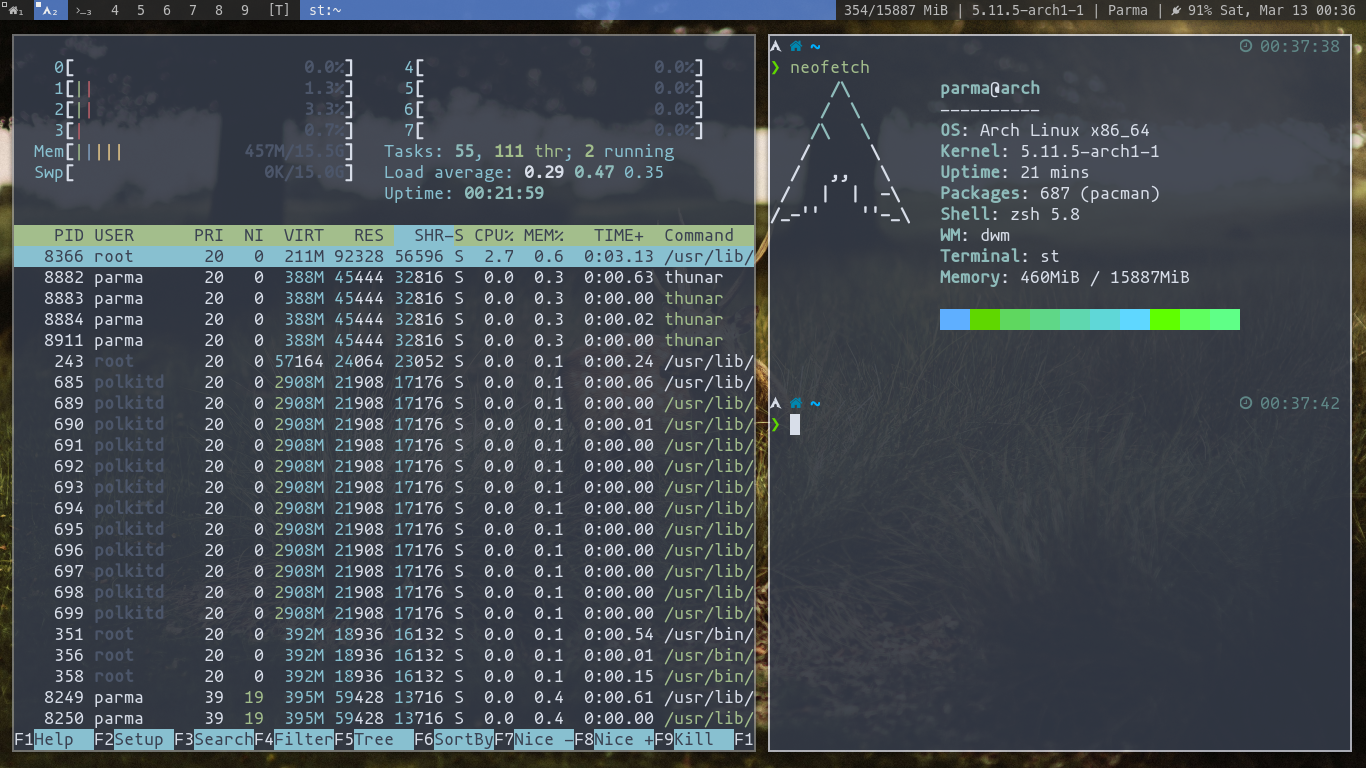 1 2 3 4 5 6 7 8 9 [T] st:~ 354/15887 MiB | 5.11.5-arch1-1 | Parma | 91% Sat, Mar 13 00:36
0[ 0.0%] 4[ 0.0%]
1[|| 1.3%] 5[ 0.0%]
2[|| 3.3%] 6[ 0.0%]
3[| 0.7%] 7[ 0.0%]
Mem[||||| 457M/15.5G] Tasks: 55, 111 thr; 2 running
Swp[ 0K/15.0G] Load average: 0.29 0.47 0.35
Uptime: 00:21:59
PID USER PRI NI VIRT RES SHR-S CPU% MEM% TIME+ Command
8366 root 20 0 211M 92328 56596 S 2.7 0.6 0:03.13 /usr/lib/
8882 parma 20 0 388M 45444 32816 S 0.0 0.3 0:00.63 thunar
8883 parma 20 0 388M 45444 32816 S 0.0 0.3 0:00.00 thunar
8884 parma 20 0 388M 45444 32816 S 0.0 0.3 0:00.02 thunar
8911 parma 20 0 388M 45444 32816 S 0.0 0.3 0:00.00 thunar
243 root 20 0 57164 24064 23052 S 0.0 0.1 0:00.24 /usr/lib/
685 polkitd 20 0 2908M 21908 17176 S 0.0 0.1 0:00.06 /usr/lib/
689 polkitd 20 0 2908M 21908 17176 S 0.0 0.1 0:00.00 /usr/lib/
690 polkitd 20 0 2908M 21908 17176 S 0.0 0.1 0:00.01 /usr/lib/
691 polkitd 20 0 2908M 21908 17176 S 0.0 0.1 0:00.00 /usr/lib/
692 polkitd 20 0 2908M 21908 17176 S 0.0 0.1 0:00.00 /usr/lib/
693 polkitd 20 0 2908M 21908 17176 S 0.0 0.1 0:00.00 /usr/lib/
694 polkitd 20 0 2908M 21908 17176 S 0.0 0.1 0:00.00 /usr/lib/
695 polkitd 20 0 2908M 21908 17176 S 0.0 0.1 0:00.00 /usr/lib/
696 polkitd 20 0 2908M 21908 17176 S 0.0 0.1 0:00.00 /usr/lib/
697 polkitd 20 0 2908M 21908 17176 S 0.0 0.1 0:00.00 /usr/lib/
698 polkitd 20 0 2908M 21908 17176 S 0.0 0.1 0:00.00 /usr/lib/
699 polkitd 20 0 2908M 21908 17176 S 0.0 0.1 0:00.00 /usr/lib/
351 root 20 0 392M 18936 16132 S 0.0 0.1 0:00.54 /usr/bin/
356 root 20 0 392M 18936 16132 S 0.0 0.1 0:00.01 /usr/bin/
358 root 20 0 392M 18936 16132 S 0.0 0.1 0:00.15 /usr/bin/
8249 parma 39 19 395M 59428 13716 S 0.0 0.4 0:00.61 /usr/lib/
8250 parma 39 19 395M 59428 13716 S 0.0 0.4 0:00.00 /usr/lib/
F1Help F2Setup F3SearchF4FilterF5Tree F6SortByF7Nice -F8Nice +F9Kill F1
~ 00:37:38
❯ neofetch
parma@arch
----------
OS: Arch Linux x86_64
Kernel: 5.11.5-arch1-1
Uptime: 21 mins
Packages: 687 (pacman)
Shell: zsh 5.8
WM: dwm
Terminal: st
Memory: 460MiB / 15887MiB
~ 00:37:42
❯